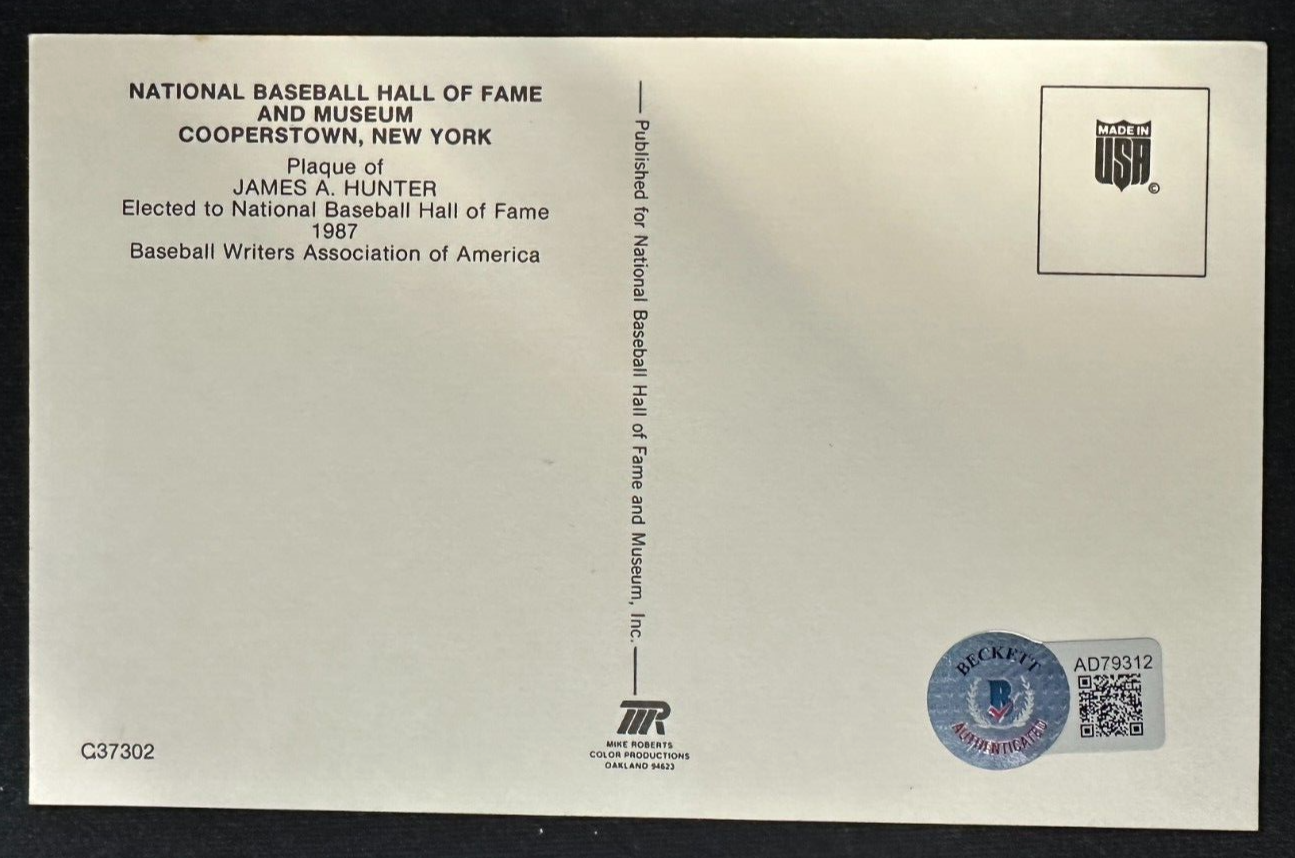 NATIONAL BASEBALL HALL OF FAME
AND MUSEUM
COOPERSTOWN, NEW YORK
Plaque of
JAMES A. HUNTER
Elected to National Baseball Hall of Fame
1987
Baseball Writers Association of America
C37302
Published for National Baseball Hall of Fame and Museum, Inc.
MR
MIKE ROBERTS
COLOR PRODUCTIONS
OAKLAND 94623
MADE IN
USA
©
BECKETT
B
AUTHENTICATED
AD79312